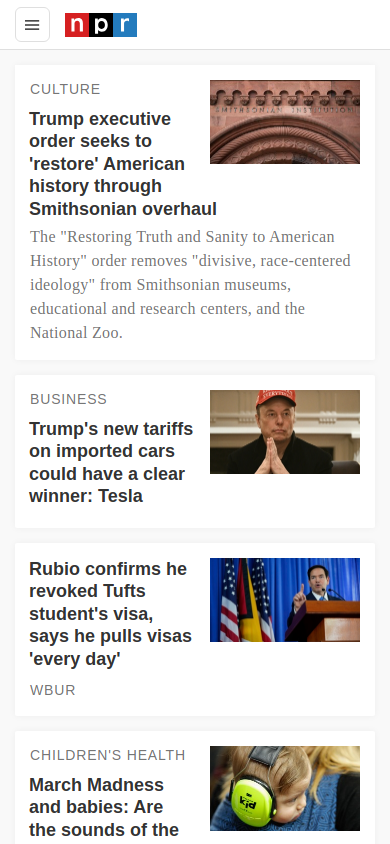 npr
CULTURE
Trump executive
order seeks to
'restore' American
history through
Smithsonian overhaul
The "Restoring Truth and Sanity to American
History" order removes "divisive, race-centered
ideology" from Smithsonian museums,
educational and research centers, and the
National Zoo.
BUSINESS
Trump's new tariffs
on imported cars
could have a clear
winner: Tesla
Rubio confirms he
revoked Tufts
student's visa,
says he pulls visas
'every day'
WBUR
CHILDREN'S HEALTH
March Madness
and babies: Are
the sounds of the
kid